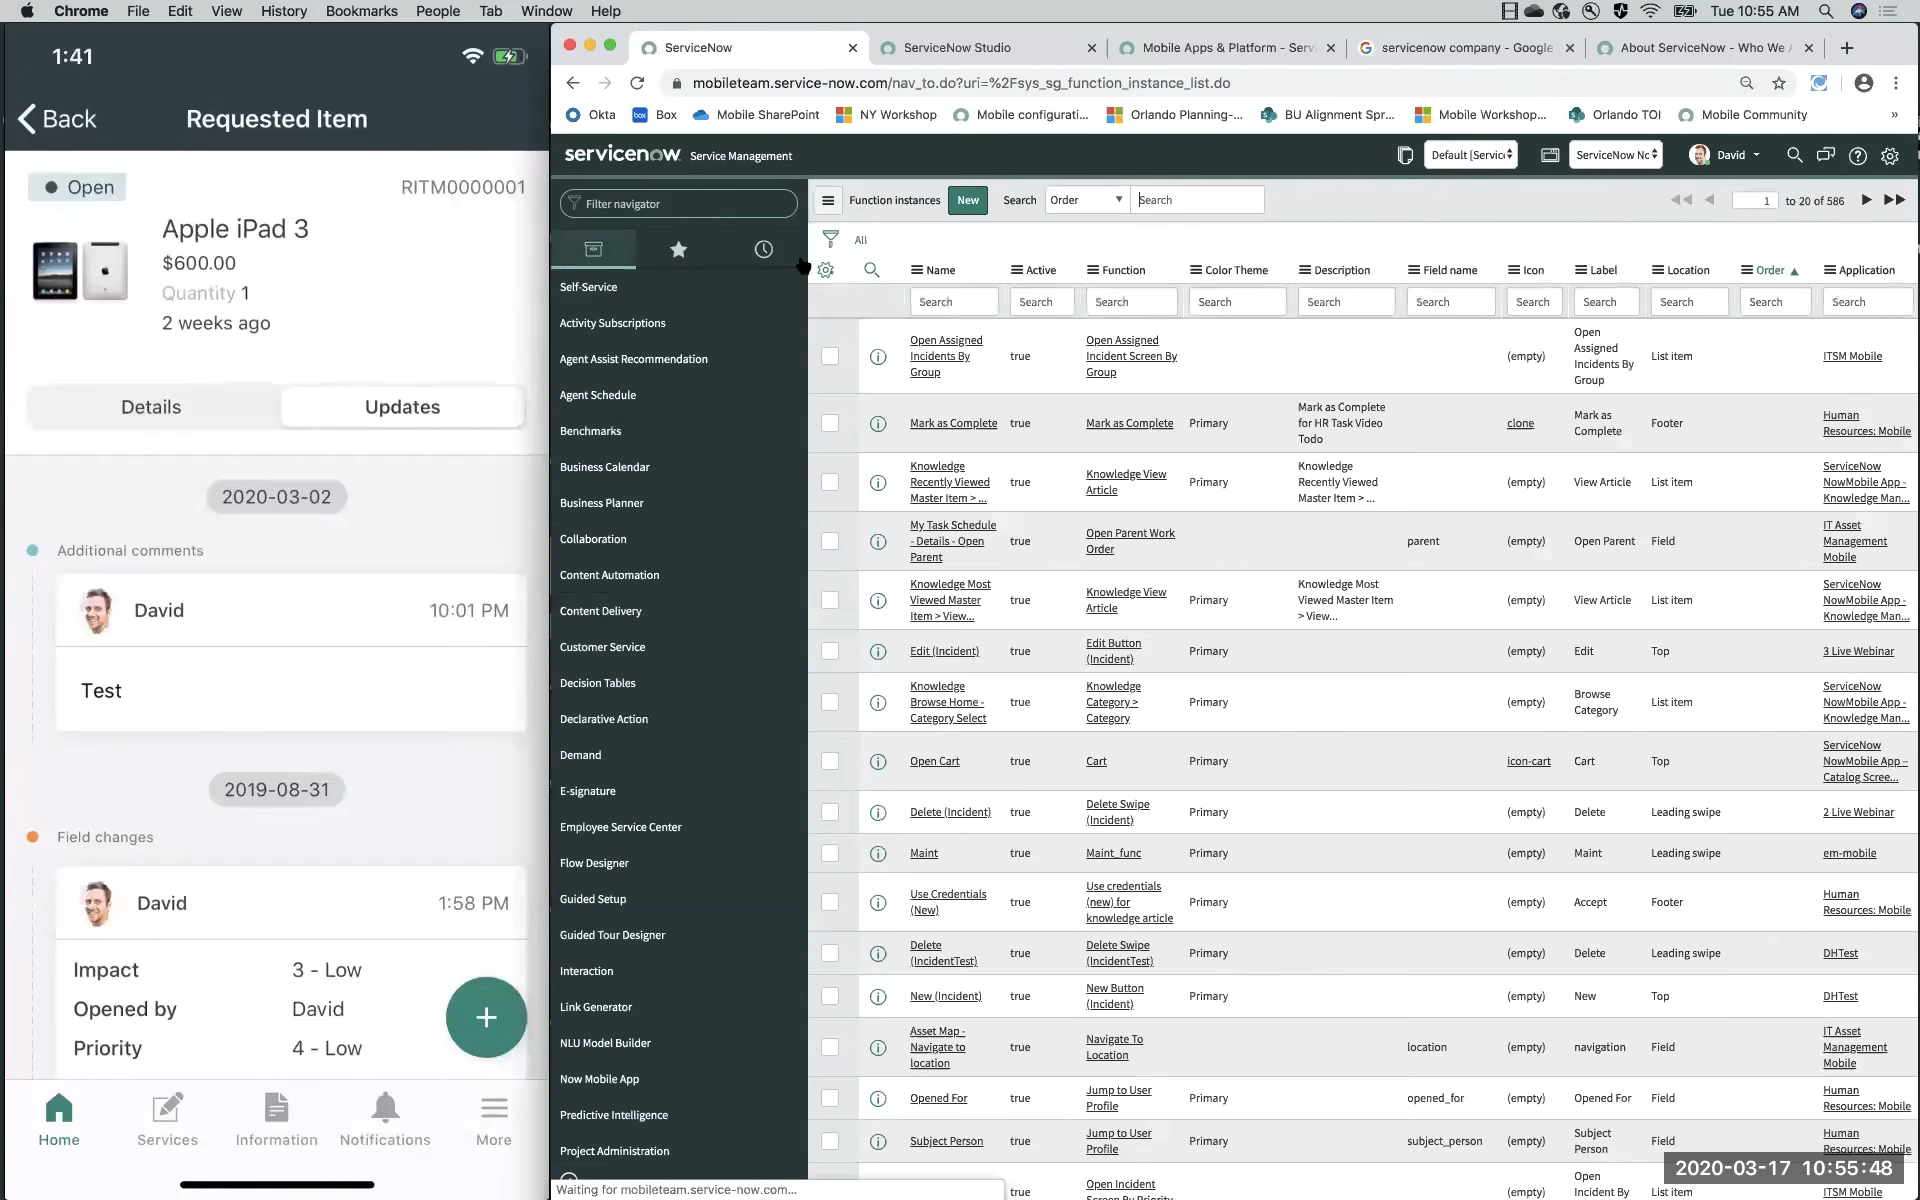 Chrome File Edit View History Bookmarks People Tab Window Help
Tue 10:55 AM
1:41
Back
Requested Item
Open
RITM0000001
Apple iPad 3
$600.00
Quantity 1
2 weeks ago
Details
Updates
2020-03-02
Additional comments
David
10:01 PM
Test
2019-08-31
Field changes
David
1:58 PM
Impact 3 - Low
Opened by David
Priority 4 - Low
+
Home Services Information Notifications More
ServiceNow
ServiceNow Studio
Mobile Apps & Platform - Serv
servicenow company - Google
About ServiceNow - Who We A
mobileteam.service-now.com/nav_to.do?uri=%2Fsys_sg_function_instance_list.do
Okta
box
Box
Mobile SharePoint
NY Workshop
Mobile configurati...
Orlando Planning-...
BU Alignment Spr...
Mobile Workshop...
Orlando TOI
Mobile Community
»
servicenow Service Management
Default [Servic
ServiceNow Nc
David
Filter navigator
Self-Service
Activity Subscriptions
Agent Assist Recommendation
Agent Schedule
Benchmarks
Business Calendar
Business Planner
Collaboration
Content Automation
Content Delivery
Customer Service
Decision Tables
Declarative Action
Demand
E-signature
Employee Service Center
Flow Designer
Guided Setup
Guided Tour Designer
Interaction
Link Generator
NLU Model Builder
Now Mobile App
Predictive Intelligence
Project Administration
Waiting for mobileteam.service-now.com...
Function instances New Search Order Search
1 to 20 of 586
All
Name Active Function Color Theme Description Field name Icon Label Location Order Application
Search Search Search Search Search Search Search Search Search Search Search
Open Assigned Incidents By Group true Open Assigned Incident Screen By Group (empty) Open Assigned Incidents By Group List item ITSM Mobile
Mark as Complete true Mark as Complete Primary Mark as Complete for HR Task Video Todo clone Mark as Complete Footer Human Resources: Mobile
Knowledge Recently Viewed Master Item > ... true Knowledge View Article Primary Knowledge Recently Viewed Master Item > ... (empty) View Article List item ServiceNow NowMobile App - Knowledge Man...
My Task Schedule - Details - Open Parent true Open Parent Work Order parent (empty) Open Parent Field IT Asset Management Mobile
Knowledge Most Viewed Master Item > View... true Knowledge View Article Primary Knowledge Most Viewed Master Item > View... (empty) View Article List item ServiceNow NowMobile App - Knowledge Man...
Edit (Incident) true Edit Button (Incident) Primary (empty) Edit Top 3 Live Webinar
Knowledge Browse Home - Category Select true Knowledge Category > Category Primary (empty) Browse Category List item ServiceNow NowMobile App - Knowledge Man...
Open Cart true Cart Primary icon-cart Cart Top ServiceNow NowMobile App – Catalog Scree...
Delete (Incident) true Delete Swipe (Incident) Primary (empty) Delete Leading swipe 2 Live Webinar
Maint true Maint_func Primary (empty) Maint Leading swipe em-mobile
Use Credentials (New) true Use credentials (new) for knowledge article Primary (empty) Accept Footer Human Resources: Mobile
Delete (IncidentTest) true Delete Swipe (IncidentTest) Primary (empty) Delete Leading swipe DHTest
New (Incident) true New Button (Incident) Primary (empty) New Top DHTest
Asset Map - Navigate to location true Navigate To Location location (empty) navigation Field IT Asset Management Mobile
Opened For true Jump to User Profile Primary opened_for (empty) Opened For Field Human Resources: Mobile
Subject Person true Jump to User Profile Primary subject_person (empty) Subject Person Field Human Resources: Mobile
true Open Incident Screen By Priority (empty) Open Incidents By List item ITSM Mobile
2020-03-17 10:55:48